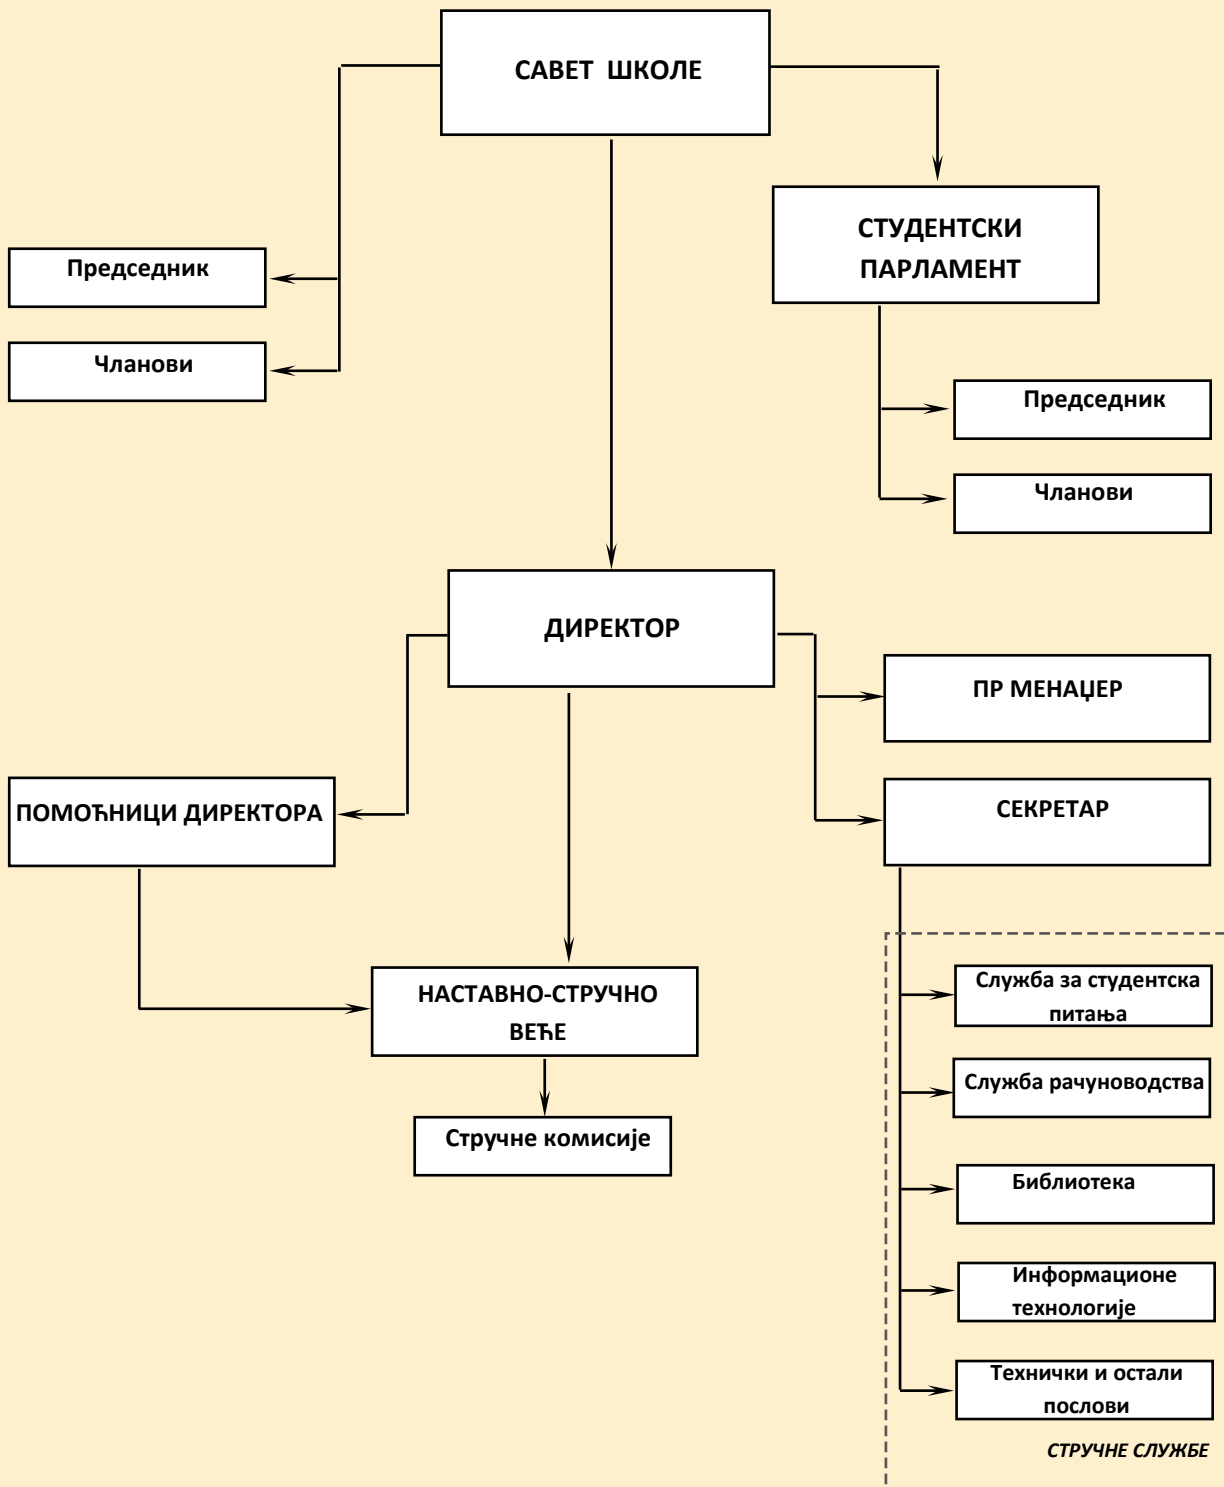 САВЕТ ШКОЛЕ
СТУДЕНТСКИ
ПАРЛАМЕНТ
Председник
Чланови
Председник
Чланови
ДИРЕКТОР
ПР МЕНАЏЕР
ПОМОЋНИЦИ ДИРЕКТОРА
СЕКРЕТАР
НАСТАВНО-СТРУЧНО
ВЕЋЕ
Стручне комисије
Служба за студентска
питања
Служба рачуноводства
Библиотека
Информационе
технологије
Технички и остали
послови
СТРУЧНЕ СЛУЖБЕ